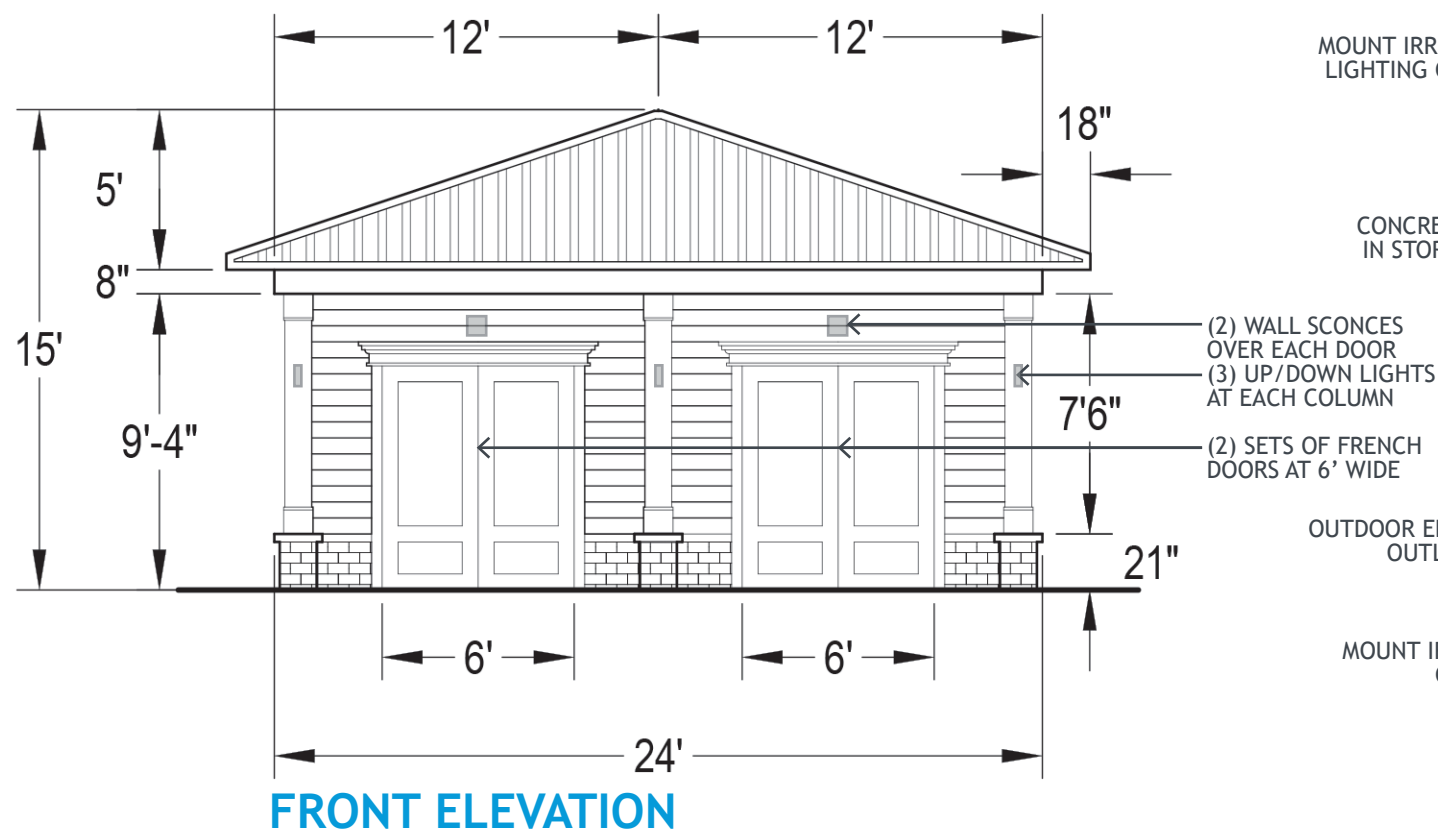 12'
12'
MOUNT IRR
LIGHTING
18"
5'
CONCRE
IN STOR
8"
(2) WALL SCONCES
OVER EACH DOOR
15'
(3) UP/DOWN LIGHTS
AT EACH COLUMN
7'6"
9'-4"
(2) SETS OF FRENCH
DOORS AT 6’ WIDE
OUTDOOR EL
OUTL
21"
6'
6'
MOUNT I
24'
FRONT ELEVATION